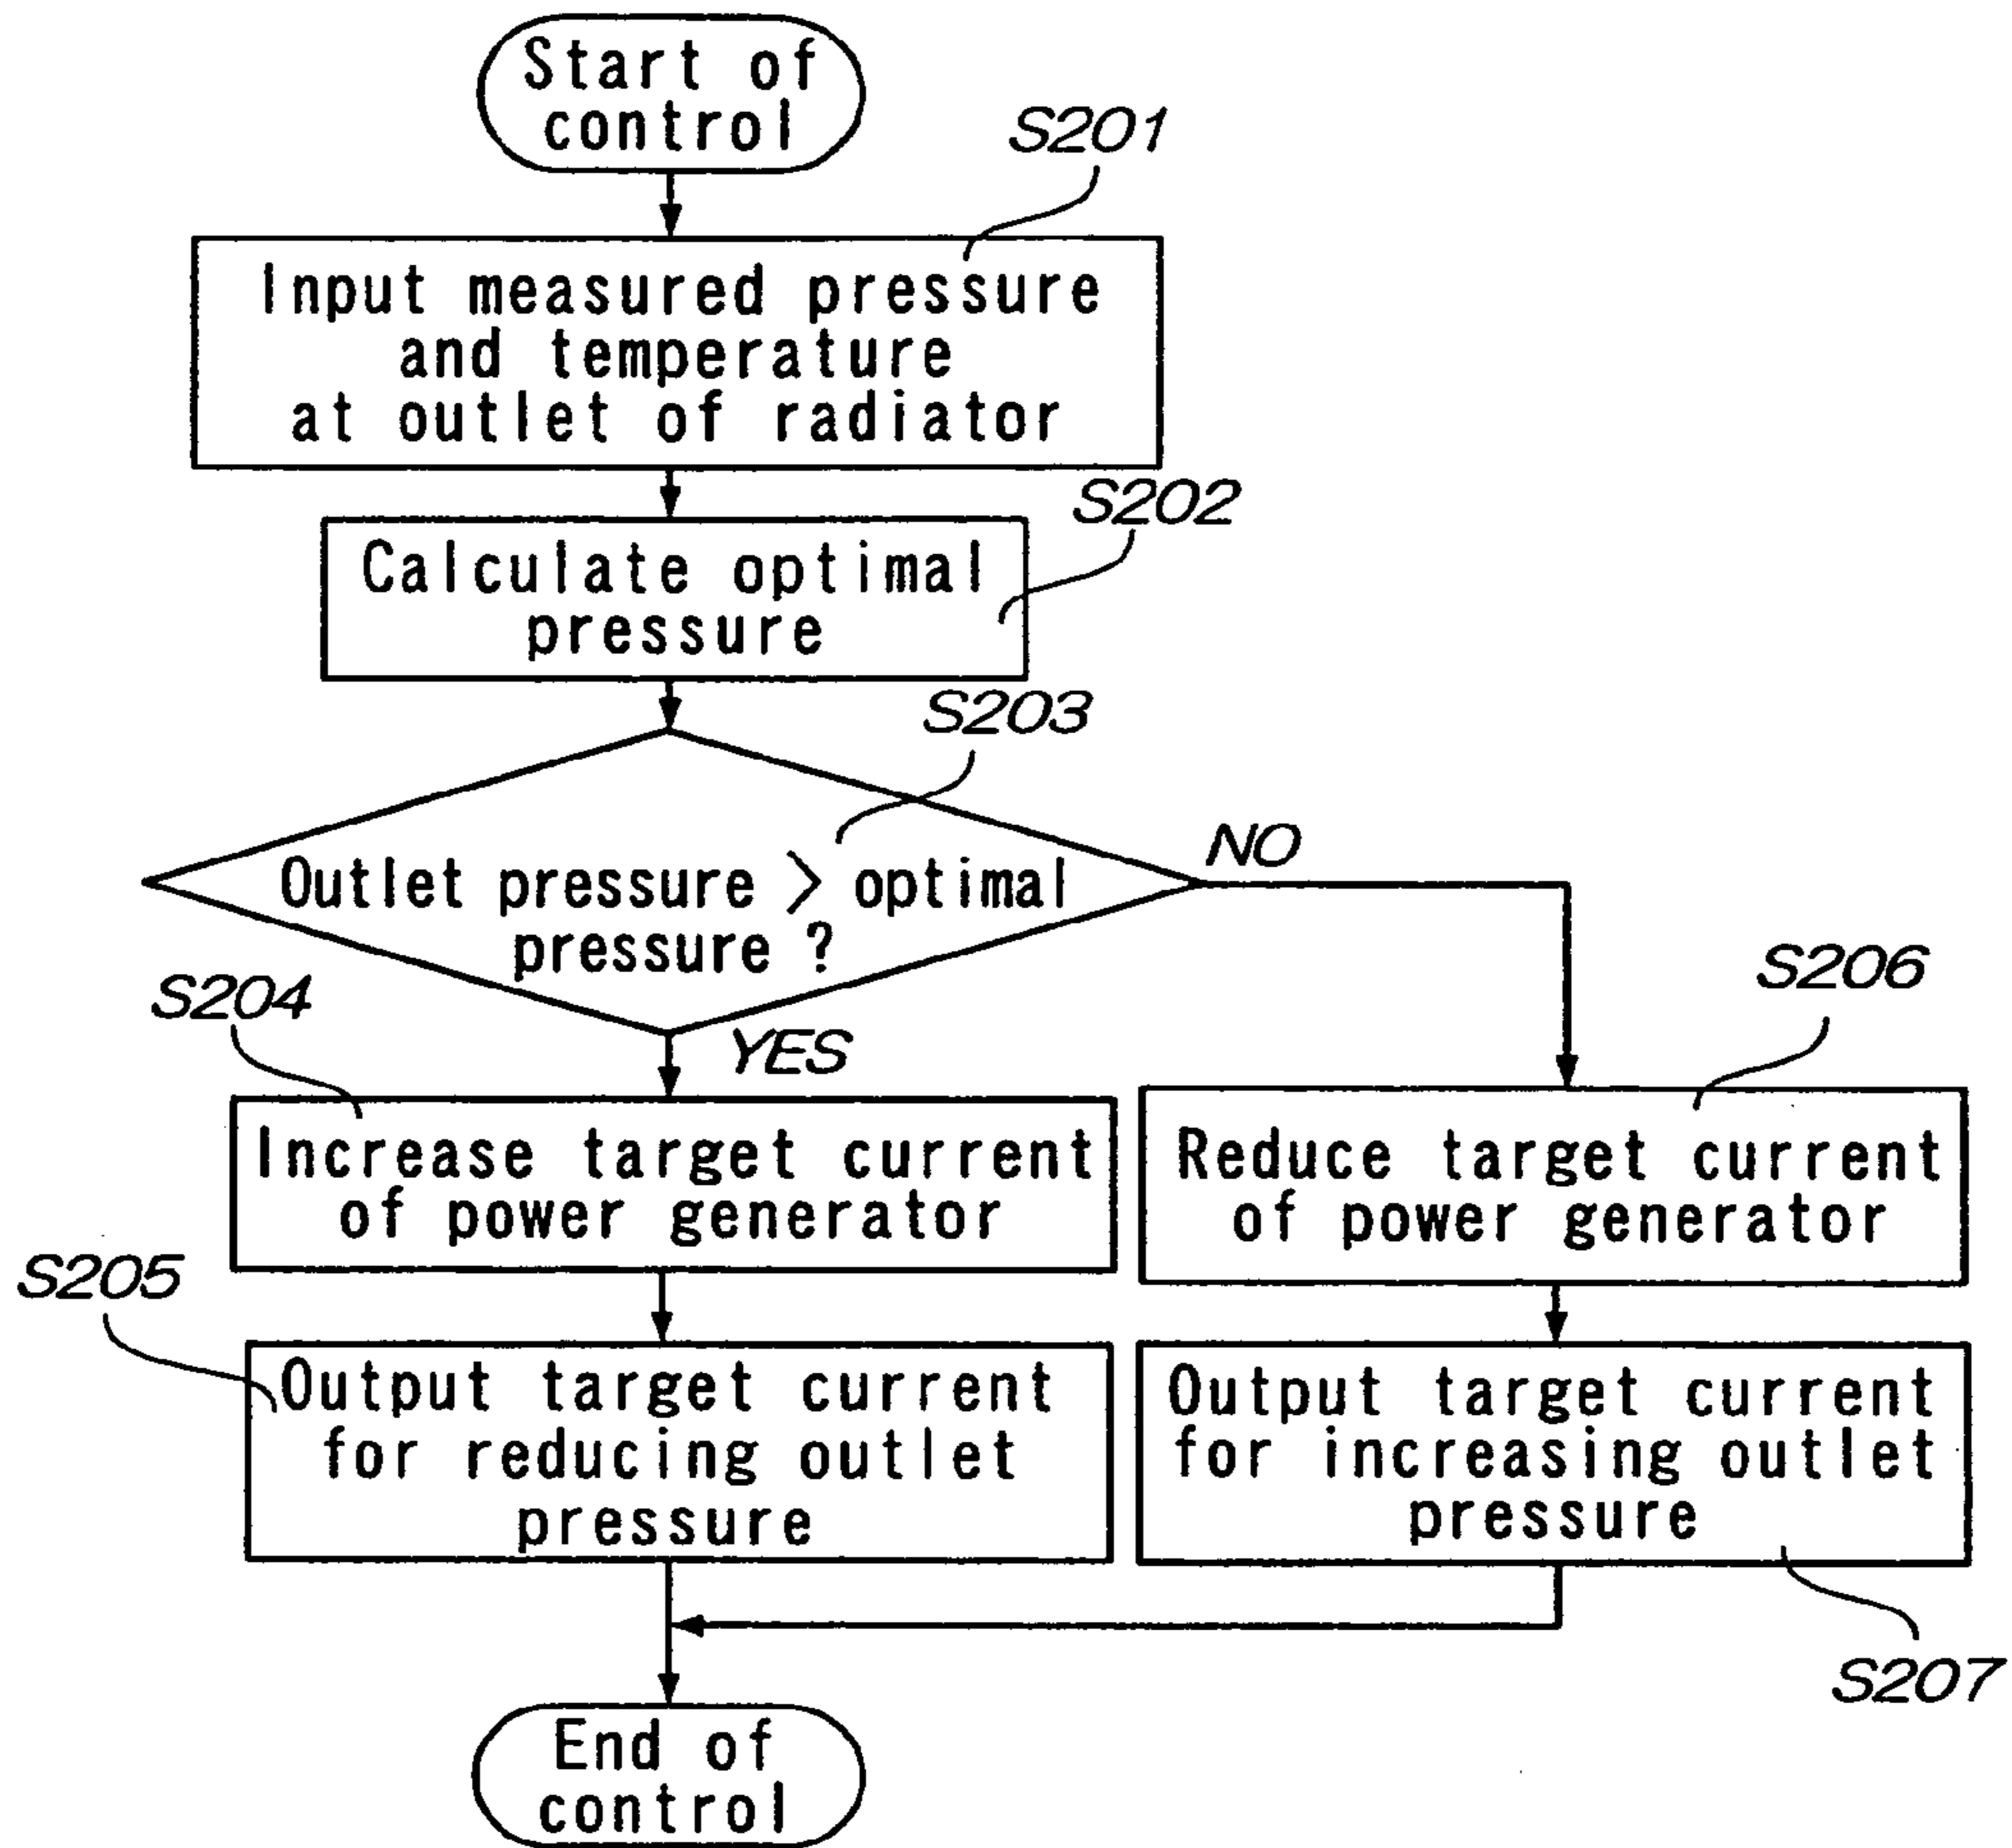 Start of
control
S201
Input measured pressure
and temperature
at outlet of radiator
S202
Calculate optimal
pressure
S203
Outlet pressure > optimal
pressure ?
NO
YES
S204
Increase target current
of power generator
S206
Reduce target current
of power generator
S205
Output target current
for reducing outlet
pressure
Output target current
for increasing outlet
pressure
S207
End of
control